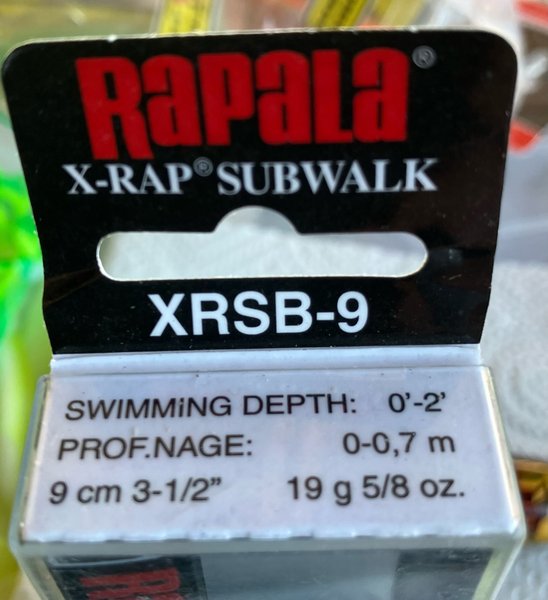 RaPaLa®
X-RAP® SUBWALK
XRSB-9
SWIMMiNG DEPTH: 0'-2'
PROF.NAGE: 0-0,7 m
9 cm 3-1/2” 19 g 5/8 oz.